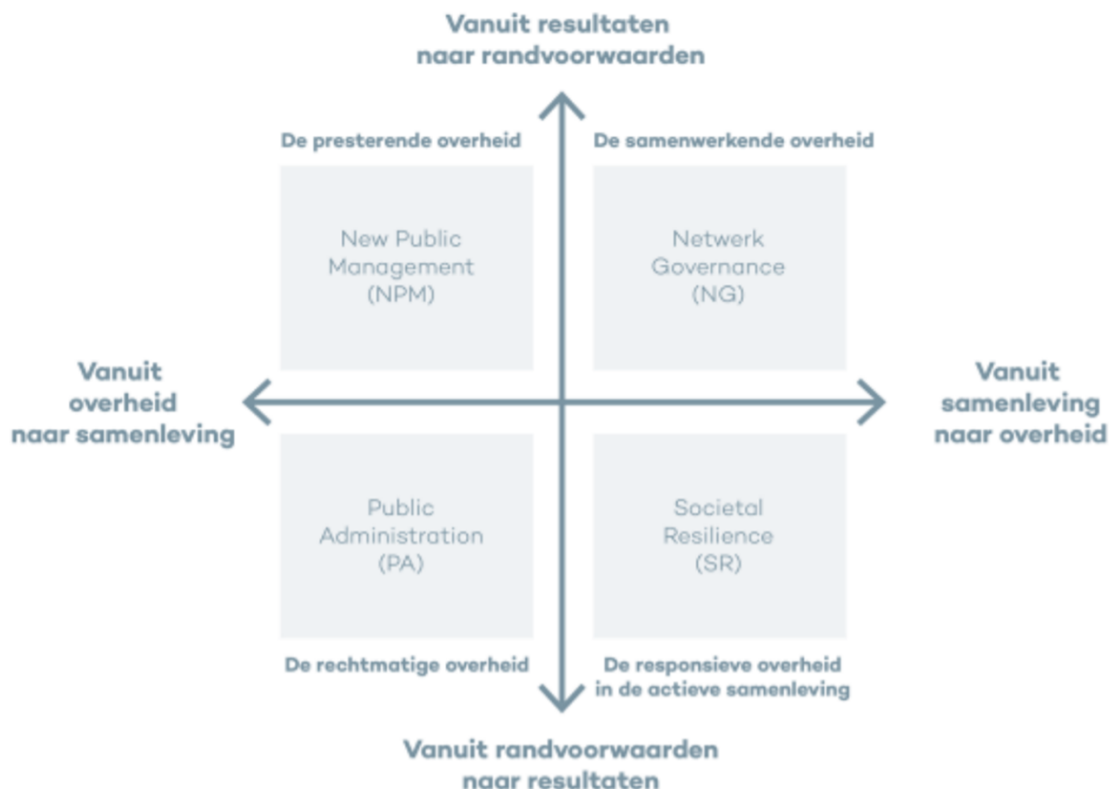 Vanuit resultaten
naar randvoorwaarden
De presterende overheid
De samenwerkende overheid
New Public
Management
(NPM)
Netwerk
Governance
(NG)
Vanuit
overheid
naar samenleving
Vanuit
samenleving
naar overheid
Public
Administration
(PA)
Societal
Resilience
(SR)
De rechtmatige overheid
De responsieve overheid
in de actieve samenleving
Vanuit randvoorwaarden
naar resultaten